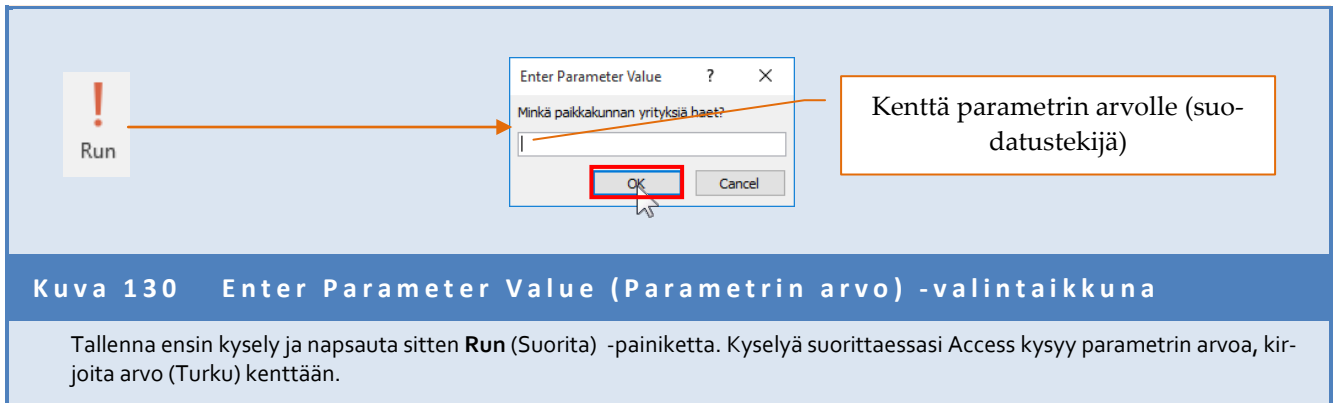 Run
Enter Parameter Value ? X
Minkä paikkakunnan yrityksiä haet?
OK Cancel
Kenttä parametrin arvolle (suo-
datustekijä)
Kuva 130 Enter Parameter Value (Parametrin arvo) -valintaikkuna
Tallenna ensin kysely ja napsauta sitten Run (Suorita) -painiketta. Kyselyä suorittaessasi Access kysyy parametrin arvoa, kir-
joita arvo (Turku) kenttään.